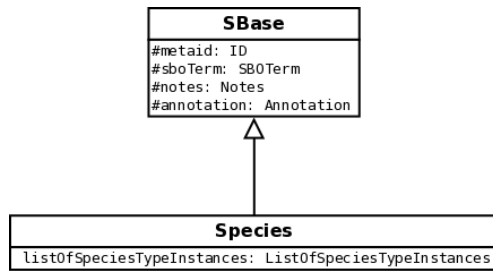 SBase
#metaid: ID
#sboTerm: SBOTerm
#notes: Notes
#annotation: Annotation
Species
listOfSpeciesTypeInstances: ListOfSpeciesTypeInstances